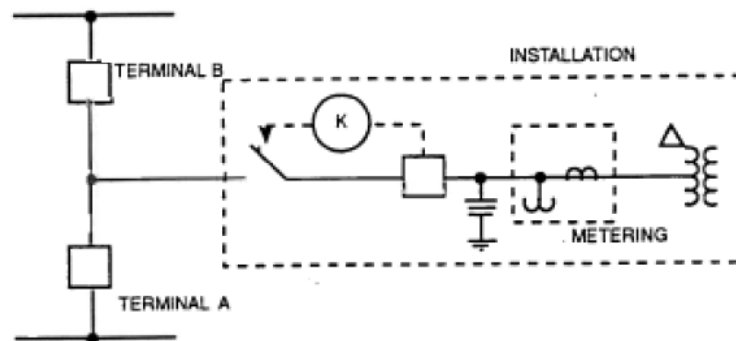 INSTALLATION
TERMINAL B
K
METERING
TERMINAL A